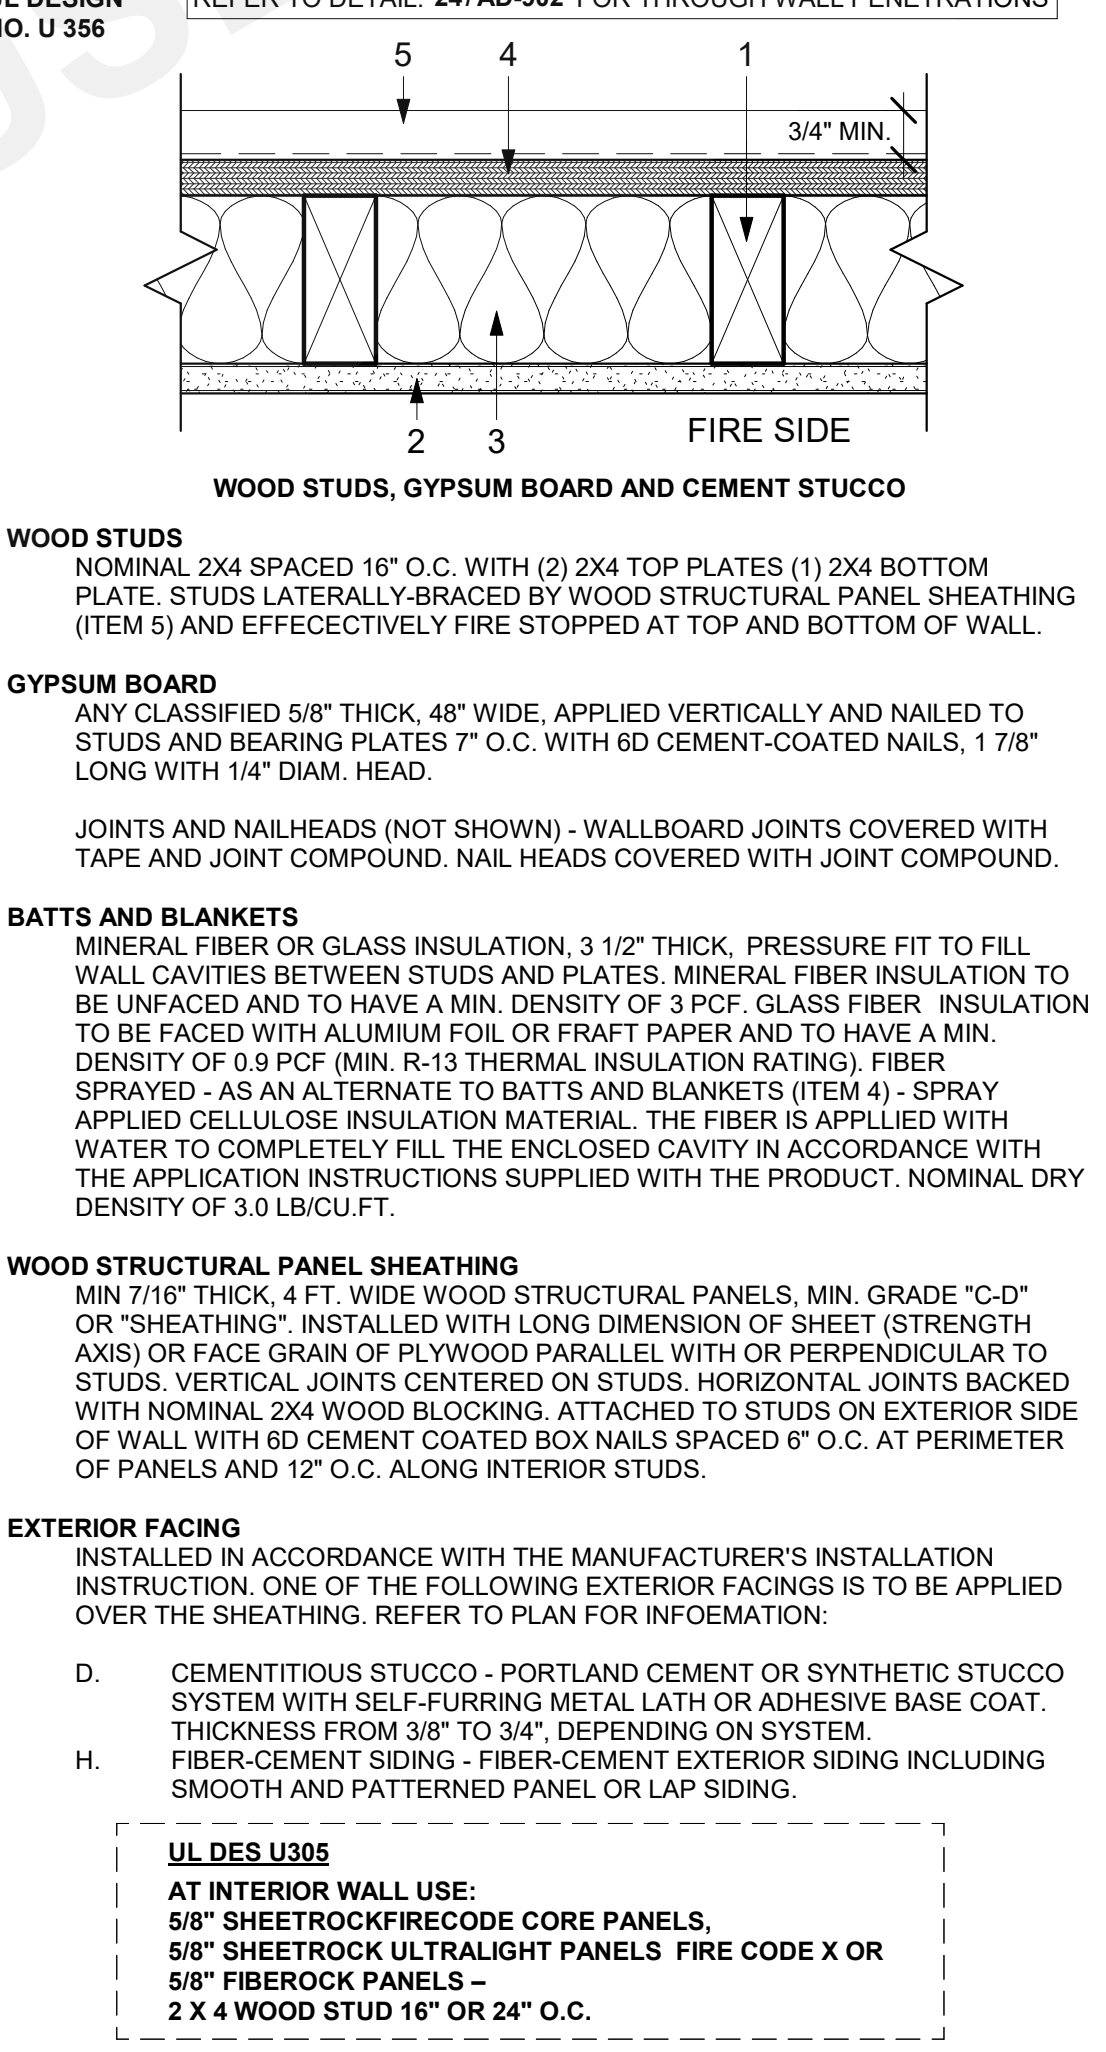 DESIGN
REFER TO DETAIL: 247AD-502 FOR THROUGH WALL PENETRATIONS
NO. U 356
5
4
1
3/4" MIN.
2
3
FIRE SIDE
WOOD STUDS, GYPSUM BOARD AND CEMENT STUCCO
WOOD STUDS
NOMINAL 2X4 SPACED 16" O.C. WITH (2) 2X4 TOP PLATES (1) 2X4 BOTTOM
PLATE. STUDS LATERALLY-BRACED BY WOOD STRUCTURAL PANEL SHEATHING
(ITEM 5) AND EFFECECTIVELY FIRE STOPPED AT TOP AND BOTTOM OF WALL.
GYPSUM BOARD
ANY CLASSIFIED 5/8" THICK, 48" WIDE, APPLIED VERTICALLY AND NAILED TO
STUDS AND BEARING PLATES 7" O.C. WITH 6D CEMENT-COATED NAILS, 1 7/8"
LONG WITH 1/4" DIAM. HEAD.
JOINTS AND NAILHEADS (NOT SHOWN) - WALLBOARD JOINTS COVERED WITH
TAPE AND JOINT COMPOUND. NAIL HEADS COVERED WITH JOINT COMPOUND.
BATTS AND BLANKETS
MINERAL FIBER OR GLASS INSULATION, 3 1/2" THICK, PRESSURE FIT TO FILL
WALL CAVITIES BETWEEN STUDS AND PLATES. MINERAL FIBER INSULATION TO
BE UNFACED AND TO HAVE A MIN. DENSITY OF 3 PCF. GLASS FIBER INSULATION
TO BE FACED WITH ALUMIUM FOIL OR FRAFT PAPER AND TO HAVE A MIN.
DENSITY OF 0.9 PCF (MIN. R-13 THERMAL INSULATION RATING). FIBER
SPRAYED - AS AN ALTERNATE TO BATTS AND BLANKETS (ITEM 4) - SPRAY
APPLIED CELLULOSE INSULATION MATERIAL. THE FIBER IS APPLLIED WITH
WATER TO COMPLETELY FILL THE ENCLOSED CAVITY IN ACCORDANCE WITH
THE APPLICATION INSTRUCTIONS SUPPLIED WITH THE PRODUCT. NOMINAL DRY
DENSITY OF 3.0 LB/CU.FT.
WOOD STRUCTURAL PANEL SHEATHING
MIN 7/16" THICK, 4 FT. WIDE WOOD STRUCTURAL PANELS, MIN. GRADE "C-D"
OR "SHEATHING". INSTALLED WITH LONG DIMENSION OF SHEET (STRENGTH
AXIS) OR FACE GRAIN OF PLYWOOD PARALLEL WITH OR PERPENDICULAR TO
STUDS. VERTICAL JOINTS CENTERED ON STUDS. HORIZONTAL JOINTS BACKED
WITH NOMINAL 2X4 WOOD BLOCKING. ATTACHED TO STUDS ON EXTERIOR SIDE
OF WALL WITH 6D CEMENT COATED BOX NAILS SPACED 6" O.C. AT PERIMETER
OF PANELS AND 12" O.C. ALONG INTERIOR STUDS.
EXTERIOR FACING
INSTALLED IN ACCORDANCE WITH THE MANUFACTURER'S INSTALLATION
INSTRUCTION. ONE OF THE FOLLOWING EXTERIOR FACINGS IS TO BE APPLIED
OVER THE SHEATHING. REFER TO PLAN FOR INFOEMATION:
D. CEMENTITIOUS STUCCO - PORTLAND CEMENT OR SYNTHETIC STUCCO
SYSTEM WITH SELF-FURRING METAL LATH OR ADHESIVE BASE COAT.
THICKNESS FROM 3/8" TO 3/4", DEPENDING ON SYSTEM.
H. FIBER-CEMENT SIDING - FIBER-CEMENT EXTERIOR SIDING INCLUDING
SMOOTH AND PATTERNED PANEL OR LAP SIDING.
UL DES U305
AT INTERIOR WALL USE:
5/8" SHEETROCKFIRECODE CORE PANELS,
5/8" SHEETROCK ULTRALIGHT PANELS FIRE CODE X OR
5/8" FIBEROCK PANELS –
2 X 4 WOOD STUD 16" OR 24" O.C.